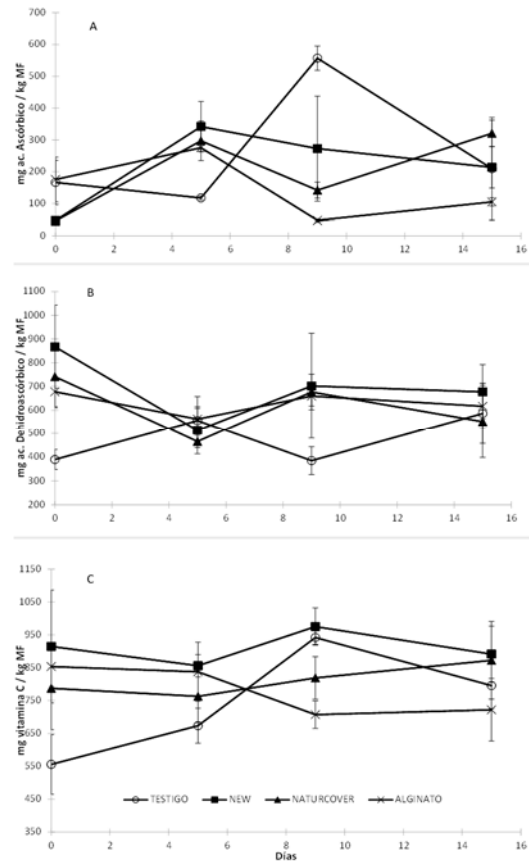 A
mg ac. Ascórbico / kg MF
700
600
500
400
300
200
100
0
0 2 4 6 8 10 12 14 16
B
mg ac. Dehidroascórbico / kg MF
1100
1000
900
800
700
600
500
400
300
200
0 2 4 6 8 10 12 14 16
C
mg vitamina C / kg MF
1150
1050
950
850
750
650
550
450
350
TESTIGO NEW NATURCOVER ALGINATO
0 2 4 6 8 10 12 14 16
Días